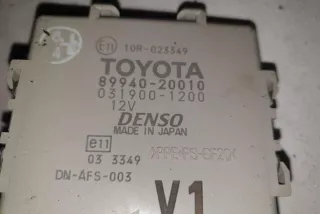 E11 10R-023349
TOYOTA
89940-20010
031900-1200
12V
DENSO
MADE IN JAPAN
e11
03 3349
DN-AFS-003
V1